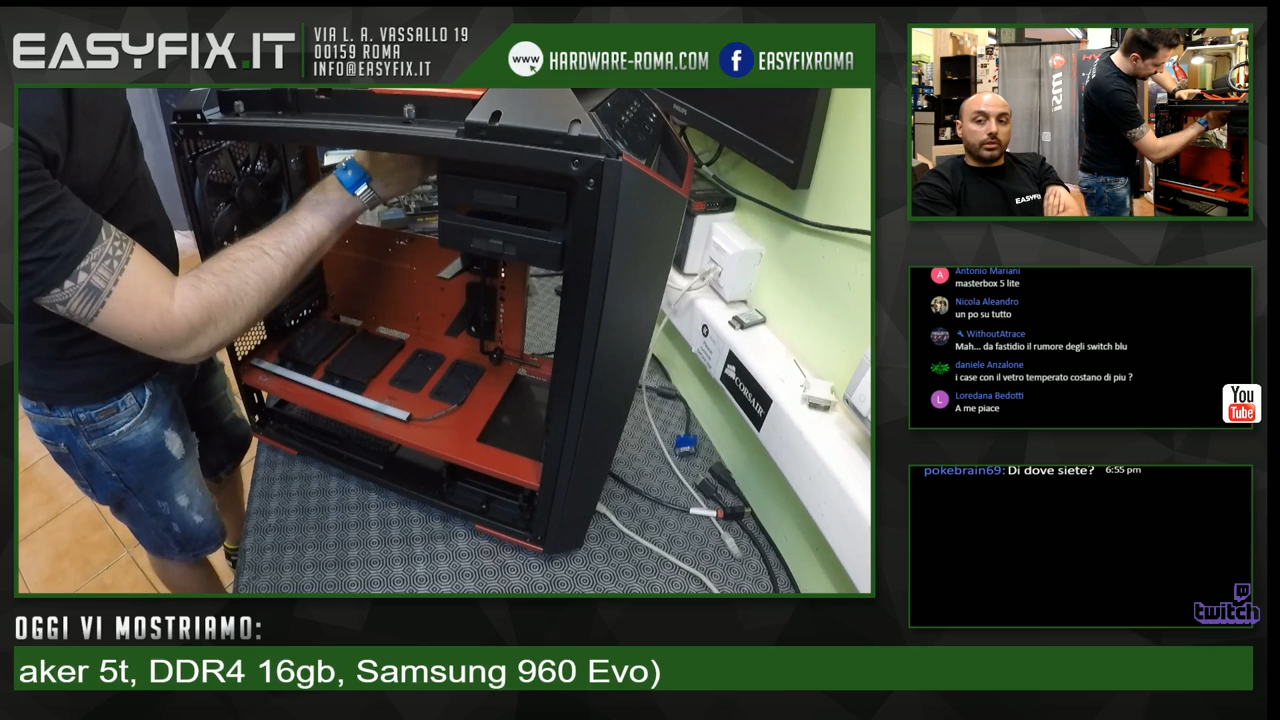 EASYFIX.IT
VIA L. A. VASSALLO 19
00159 ROMA
INFO@EASYFIX.IT
WWW
HARDWARE-ROMA.COM
f
EASYFIXROMA
CORSAIR
msi
EASYFI
A
Antonio Mariani
masterbox 5 lite
Nicola Aleandro
un po su tutto
WithoutAtrace
Mah... da fastidio il rumore degli switch blu
daniele Anzalone
i case con il vetro temperato costano di piu ?
L
Loredana Bedotti
A me piace
You
Tube
pokebrain69: Di dove siete? 6:55 pm
twitch
OGGI VI MOSTRIAMO:
aker 5t, DDR4 16gb, Samsung 960 Evo)